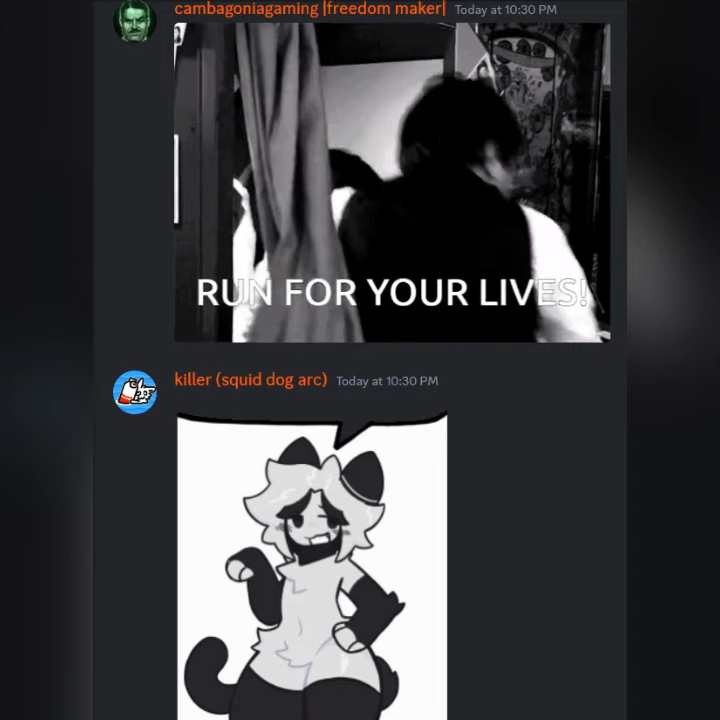 cambagoniagaming |freedom maker| Today at 10:30 PM
RUN FOR YOUR LIVES!
killer (squid dog arc) Today at 10:30 PM